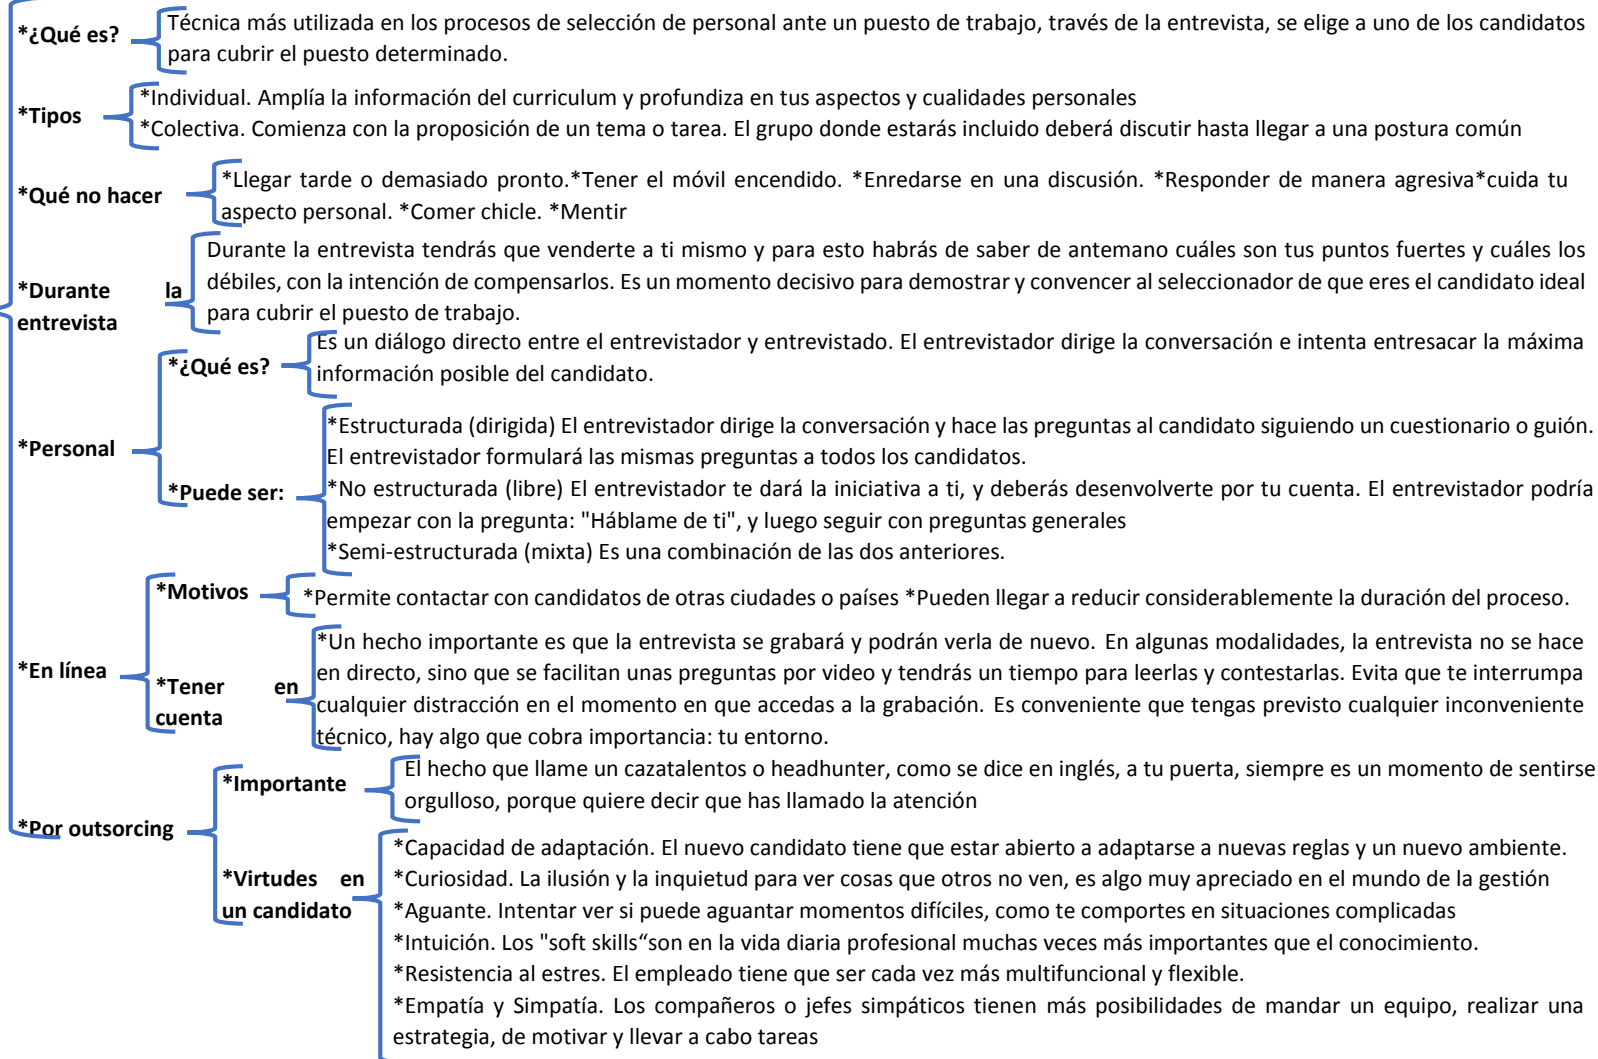 *¿Qué es?
Técnica más utilizada en los procesos de selección de personal ante un puesto de trabajo, través de la entrevista, se elige a uno de los candidatos
para cubrir el puesto determinado.
*Tipos
*Individual. Amplía la información del curriculum y profundiza en tus aspectos y cualidades personales
*Colectiva. Comienza con la proposición de un tema o tarea. El grupo donde estarás incluido deberá discutir hasta llegar a una postura común
*Qué no hacer
*Llegar tarde o demasiado pronto.*Tener el móvil encendido. *Enredarse en una discusión. *Responder de manera agresiva*cuida tu
aspecto personal. *Comer chicle. *Mentir
*Durante la
entrevista
Durante la entrevista tendrás que venderte a ti mismo y para esto habrás de saber de antemano cuáles son tus puntos fuertes y cuáles los
débiles, con la intención de compensarlos. Es un momento decisivo para demostrar y convencer al seleccionador de que eres el candidato ideal
para cubrir el puesto de trabajo.
*Personal
*¿Qué es?
Es un diálogo directo entre el entrevistador y entrevistado. El entrevistador dirige la conversación e intenta entresacar la máxima
información posible del candidato.
*Puede ser:
*Estructurada (dirigida) El entrevistador dirige la conversación y hace las preguntas al candidato siguiendo un cuestionario o guión.
El entrevistador formulará las mismas preguntas a todos los candidatos.
*No estructurada (libre) El entrevistador te dará la iniciativa a ti, y deberás desenvolverte por tu cuenta. El entrevistador podría
empezar con la pregunta: "Háblame de ti", y luego seguir con preguntas generales
*Semi-estructurada (mixta) Es una combinación de las dos anteriores.
*En línea
*Motivos
*Permite contactar con candidatos de otras ciudades o países *Pueden llegar a reducir considerablemente la duración del proceso.
*Tener en
cuenta
*Un hecho importante es que la entrevista se grabará y podrán verla de nuevo. En algunas modalidades, la entrevista no se hace
en directo, sino que se facilitan unas preguntas por video y tendrás un tiempo para leerlas y contestarlas. Evita que te interrumpa
cualquier distracción en el momento en que accedas a la grabación. Es conveniente que tengas previsto cualquier inconveniente
técnico, hay algo que cobra importancia: tu entorno.
*Por outsorcing
*Importante
El hecho que llame un cazatalentos o headhunter, como se dice en inglés, a tu puerta, siempre es un momento de sentirse
orgulloso, porque quiere decir que has llamado la atención
*Virtudes en
un candidato
*Capacidad de adaptación. El nuevo candidato tiene que estar abierto a adaptarse a nuevas reglas y un nuevo ambiente.
*Curiosidad. La ilusión y la inquietud para ver cosas que otros no ven, es algo muy apreciado en el mundo de la gestión
*Aguante. Intentar ver si puede aguantar momentos difíciles, como te comportes en situaciones complicadas
*Intuición. Los "soft skills“son en la vida diaria profesional muchas veces más importantes que el conocimiento.
*Resistencia al estres. El empleado tiene que ser cada vez más multifuncional y flexible.
*Empatía y Simpatía. Los compañeros o jefes simpáticos tienen más posibilidades de mandar un equipo, realizar una
estrategia, de motivar y llevar a cabo tareas